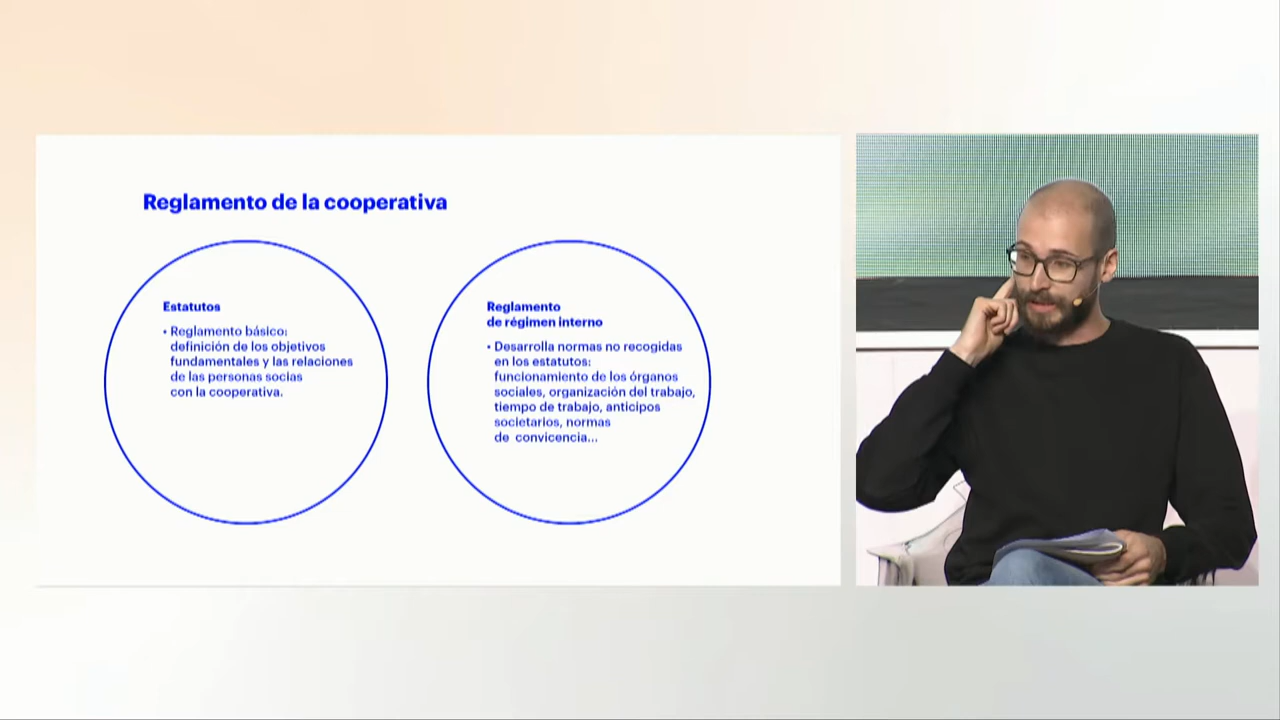 Reglamento de la cooperativa
Estatutos
• Reglamento básico:
definición de los objetivos
fundamentales y las relaciones
de las personas socias
con la cooperativa.
Reglamento
de régimen interno
• Desarrolla normas no recogidas
en los estatutos:
funcionamiento de los órganos
sociales, organización del trabajo,
tiempo de trabajo, anticipos
societarios, normas
de convicencia...